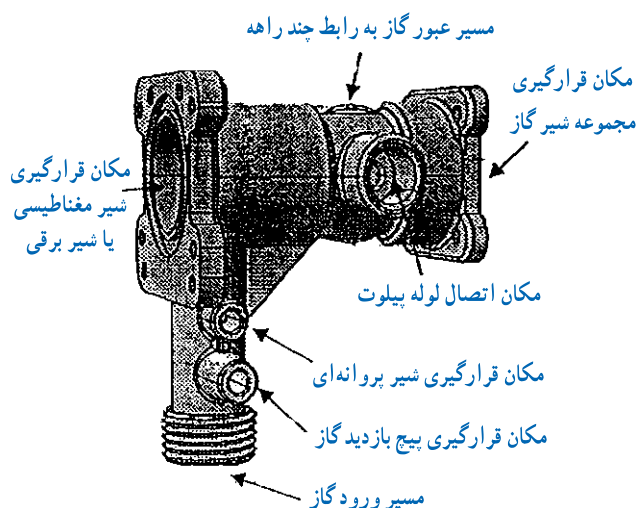 مسیر عبور گاز به رابط چند راهه
مکان قرارگیری
مجموعه شیر گاز
مکان قرارگیری
شیر مغناطیسی
یا شیر برقی
مکان اتصال لوله پیلوت
مکان قرارگیری شیر پروانه‌ای
مکان قرارگیری پیچ بازدید گاز
مسیر ورود گاز